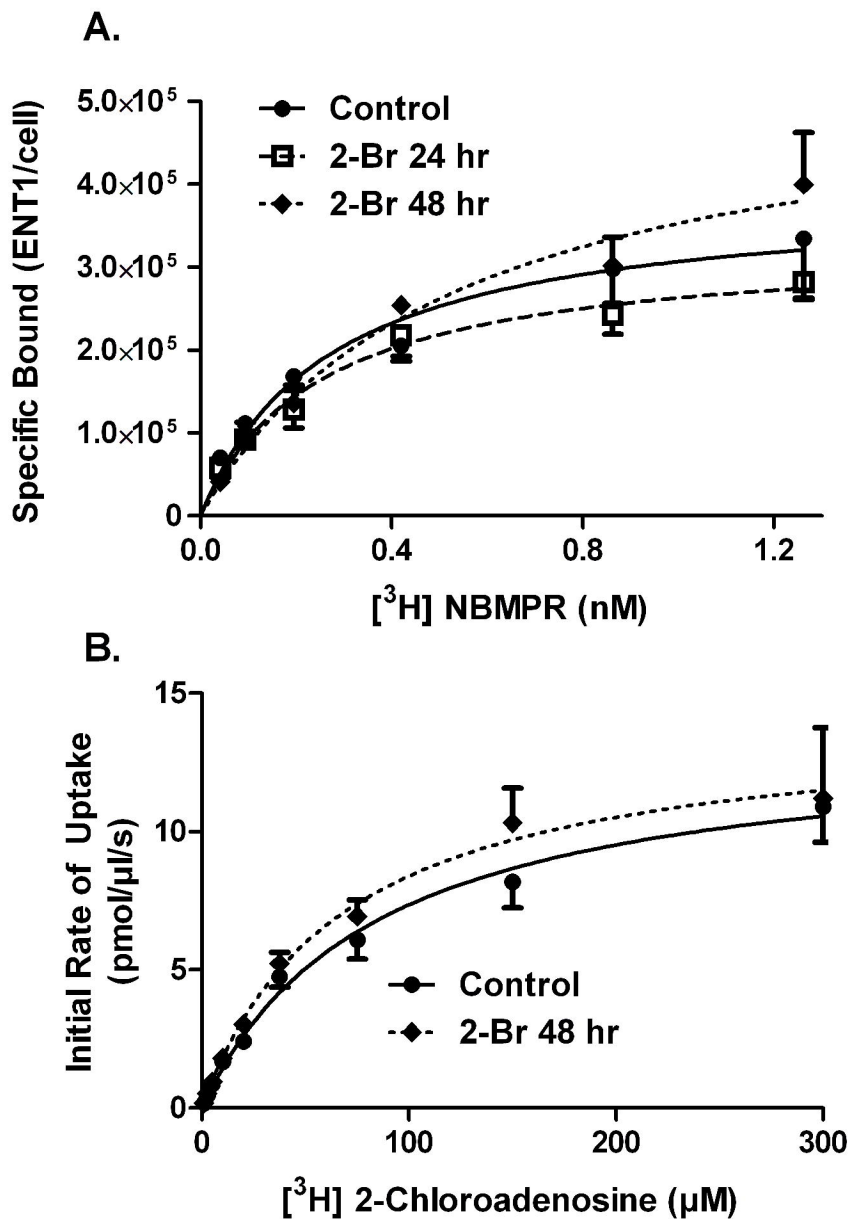 A.
Specific Bound (ENT1/cell)
5.0×10⁵
4.0×10⁵
3.0×10⁵
2.0×10⁵
1.0×10⁵
0
Control
2-Br 24 hr
2-Br 48 hr
0.0 0.4 0.8 1.2
[³H] NBMPR (nM)
B.
Initial Rate of Uptake
(pmol/µl/s)
15
10
5
0
Control
2-Br 48 hr
0 100 200 300
[³H] 2-Chloroadenosine (µM)